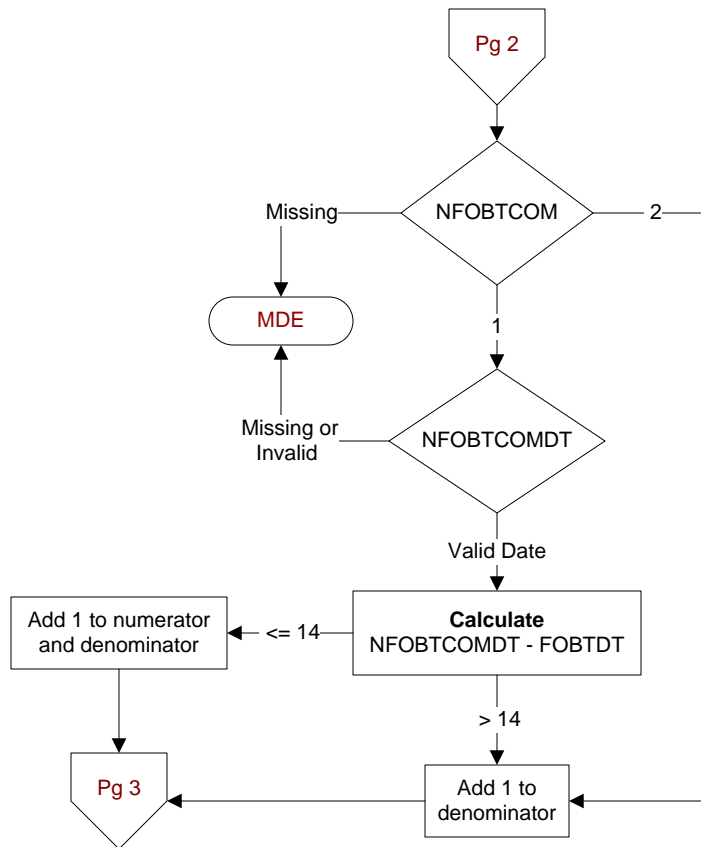 Pg 2
Missing
NFOBTCOM
2
MDE
1
Missing or
Invalid
NFOBTCOMDT
Valid Date
Add 1 to numerator
and denominator
<= 14
Calculate
NFOBTCOMDT - FOBTDT
> 14
Pg 3
Add 1 to
denominator